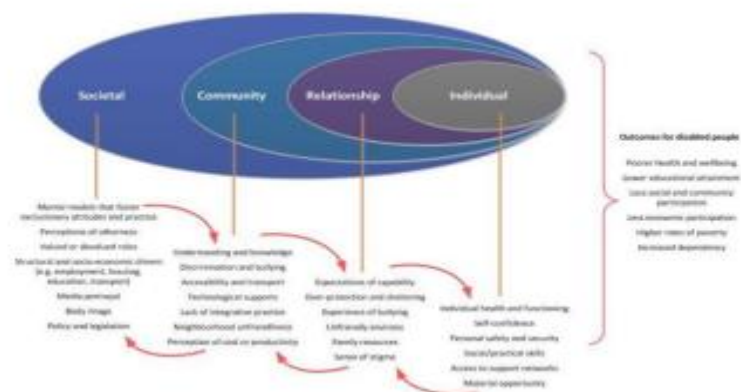 Societal
Community
Relationship
Individual
Outcomes for disabled people
Poorer Health and wellbeing
Lower educational attainment
Less social and community
participation
Less economic participation
Higher rates of poverty
Increased dependency
Mental models that foster
exclusionary attitudes and practice
Perceptions of otherness
Valued or devalued roles
Structural and socio-economic drivers
(e.g. employment, housing,
education, transport)
Media portrayal
Body image
Policy and legislation
Understanding and knowledge
Discrimination and bullying
Accessibility and transport
Technological supports
Lack of integrative practice
Neighbourhood unfriendliness
Perception of cost or productivity
Expectations of capability
Over-protection and sheltering
Experience of bullying
Unfriendly environs
Family resources
Sense of stigma
Individual health and functioning
Self-confidence
Personal safety and security
Social/practical skills
Access to support networks
Material opportunity